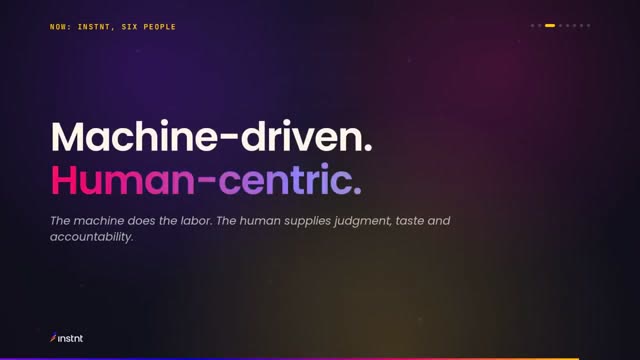 NOW: INSTNT, SIX PEOPLE
Machine-driven.
Human-centric.
The machine does the labor. The human supplies judgment, taste and
accountability.
instnt